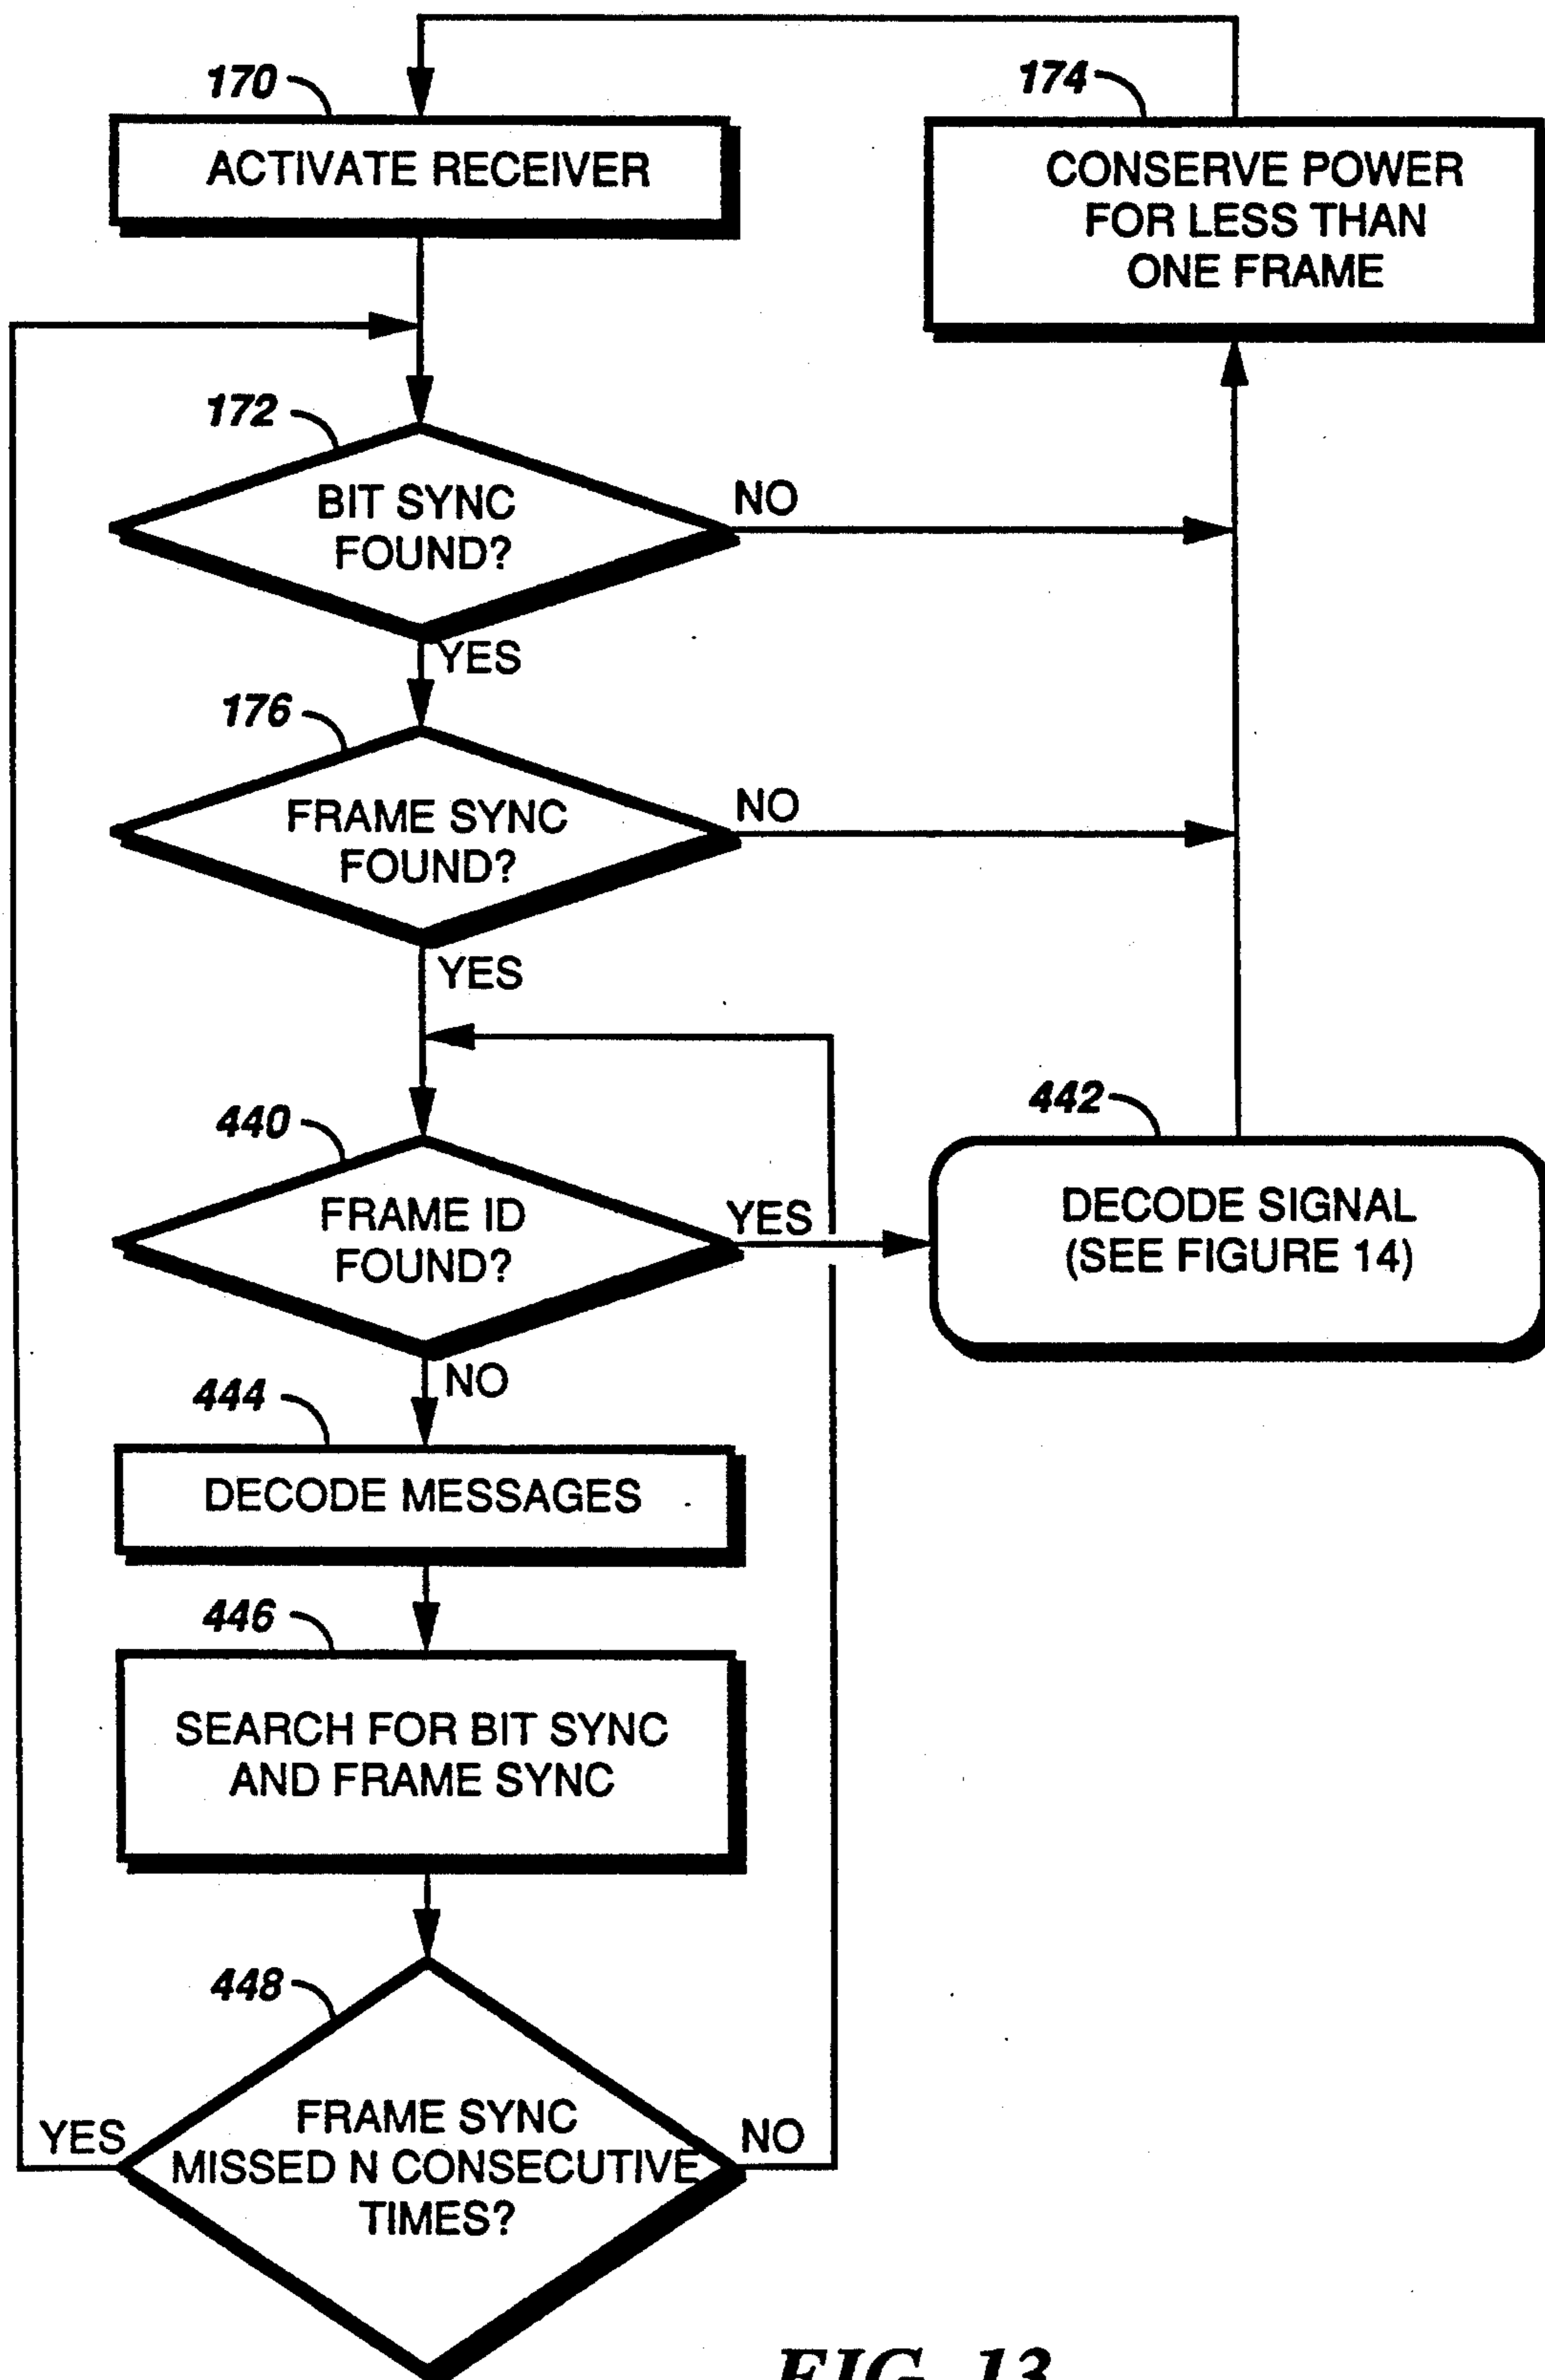 170
ACTIVATE RECEIVER
174
CONSERVE POWER
FOR LESS THAN
ONE FRAME
172
BIT SYNC
FOUND?
NO
YES
176
FRAME SYNC
FOUND?
NO
YES
440
FRAME ID
FOUND?
YES
442
DECODE SIGNAL
(SEE FIGURE 14)
NO
444
DECODE MESSAGES
446
SEARCH FOR BIT SYNC
AND FRAME SYNC
448
FRAME SYNC
MISSED N CONSECUTIVE
TIMES?
YES
NO
FIG. 13